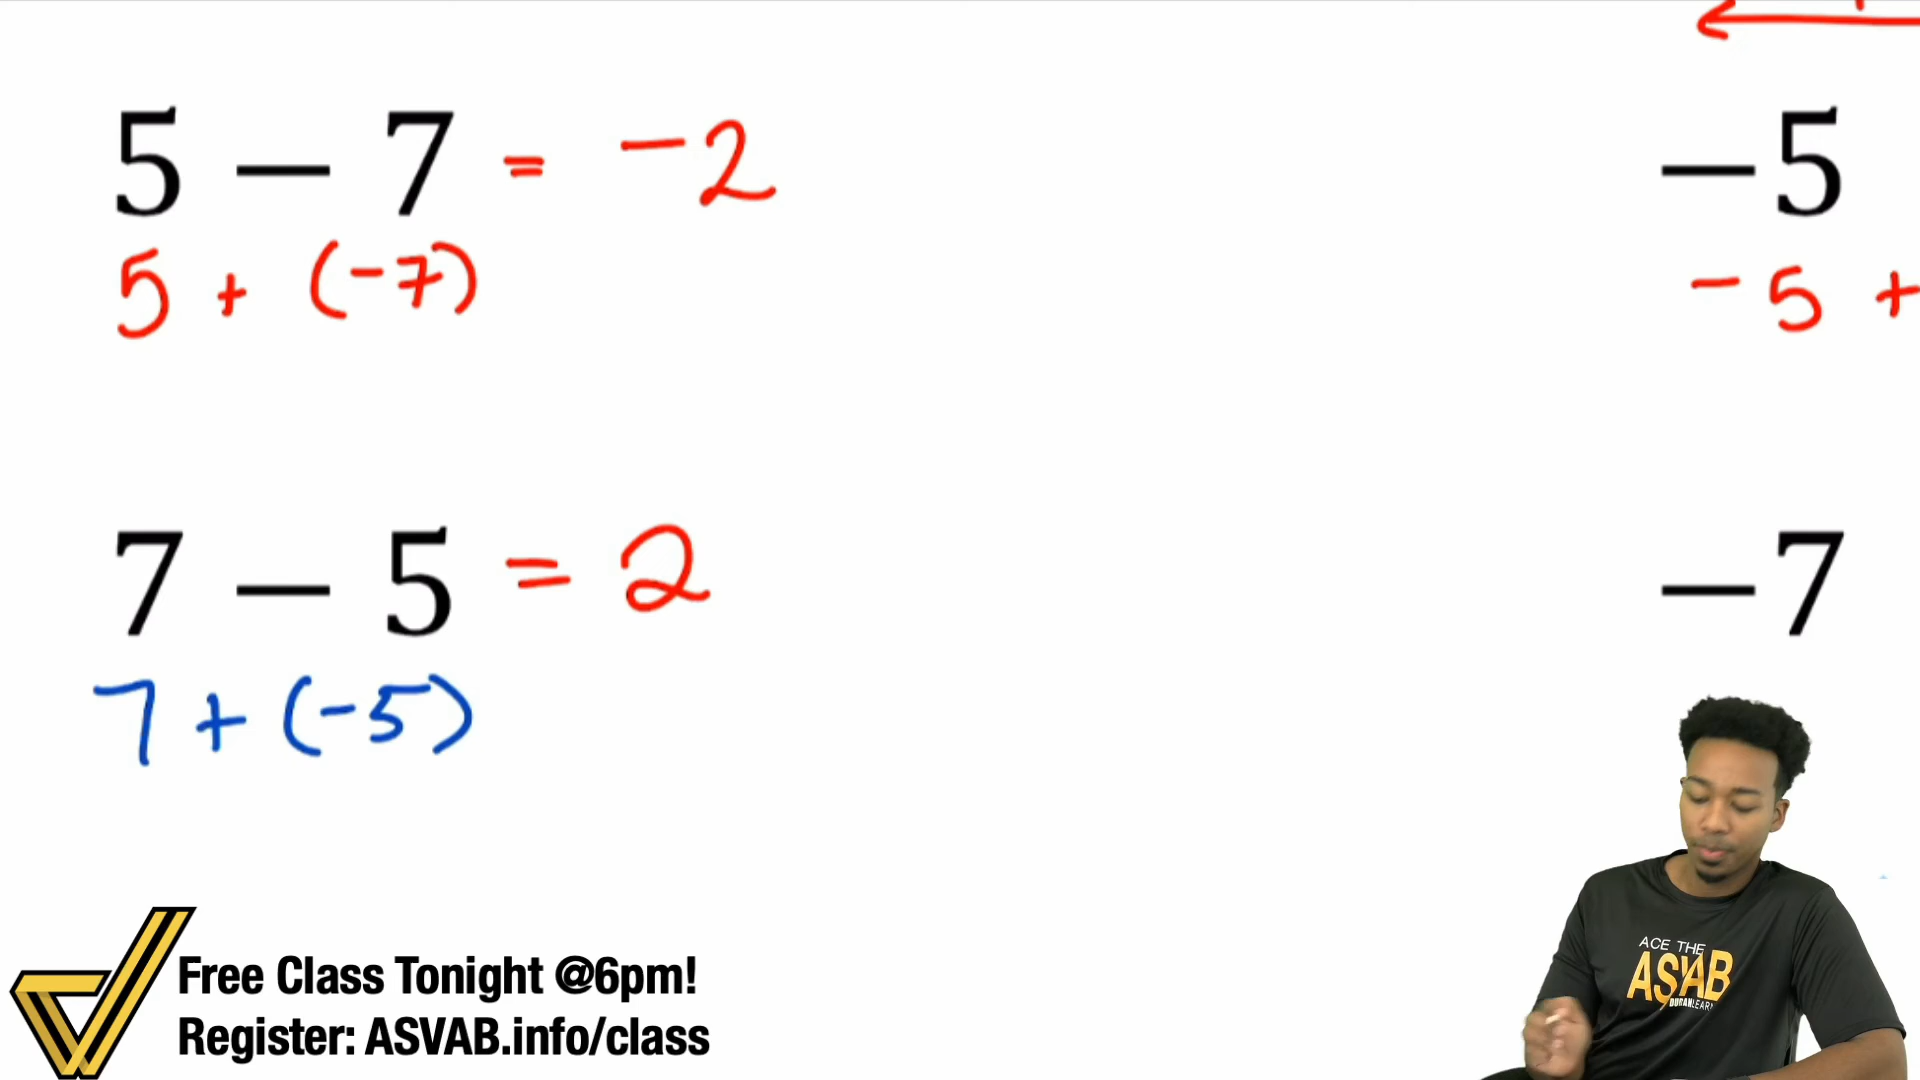 5 − 7 = -2
5 + (-7)
−5
-5 +
7 − 5 = 2
7 + (-5)
−7
ACE THE
ASVAB
Free Class Tonight @6pm!
Register: ASVAB.info/class